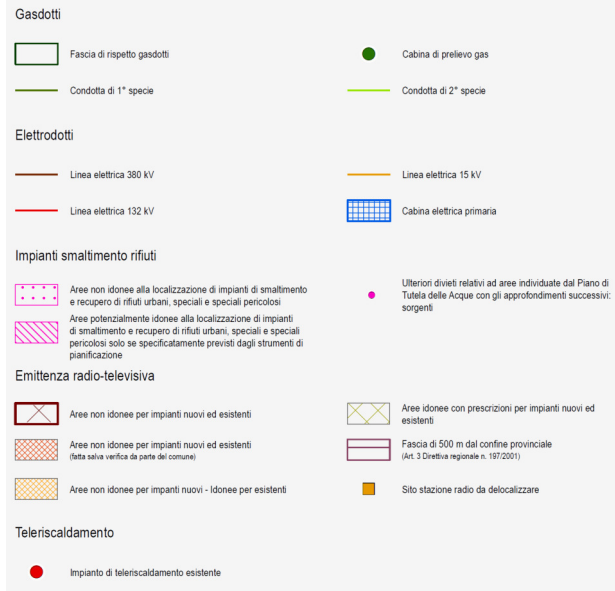 Gasdotti
Fascia di rispetto gasdotti
Cabina di prelievo gas
Condotta di 1° specie
Condotta di 2° specie
Elettrodotti
Linea elettrica 380 kV
Linea elettrica 15 kV
Linea elettrica 132 kV
Cabina elettrica primaria
Impianti smaltimento rifiuti
Aree non idonee alla localizzazione di impianti di smaltimento
e recupero di rifiuti urbani, speciali e speciali pericolosi
Ulteriori divieti relativi ad aree individuate dal Piano di
Tutela delle Acque con gli approfondimenti successivi:
sorgenti
Aree potenzialmente idonee alla localizzazione di impianti
di smaltimento e recupero di rifiuti urbani, speciali e speciali
pericolosi solo se specificatamente previsti dagli strumenti di
pianificazione
Emittenza radio-televisiva
Aree non idonee per impianti nuovi ed esistenti
Aree idonee con prescrizioni per impianti nuovi ed
esistenti
Aree non idonee per impianti nuovi ed esistenti
(fatta salva verifica da parte del comune)
Fascia di 500 m dal confine provinciale
(Art. 3 Direttiva regionale n. 197/2001)
Aree non idonee per impanti nuovi - Idonee per esistenti
Sito stazione radio da delocalizzare
Teleriscaldamento
Impianto di teleriscaldamento esistente